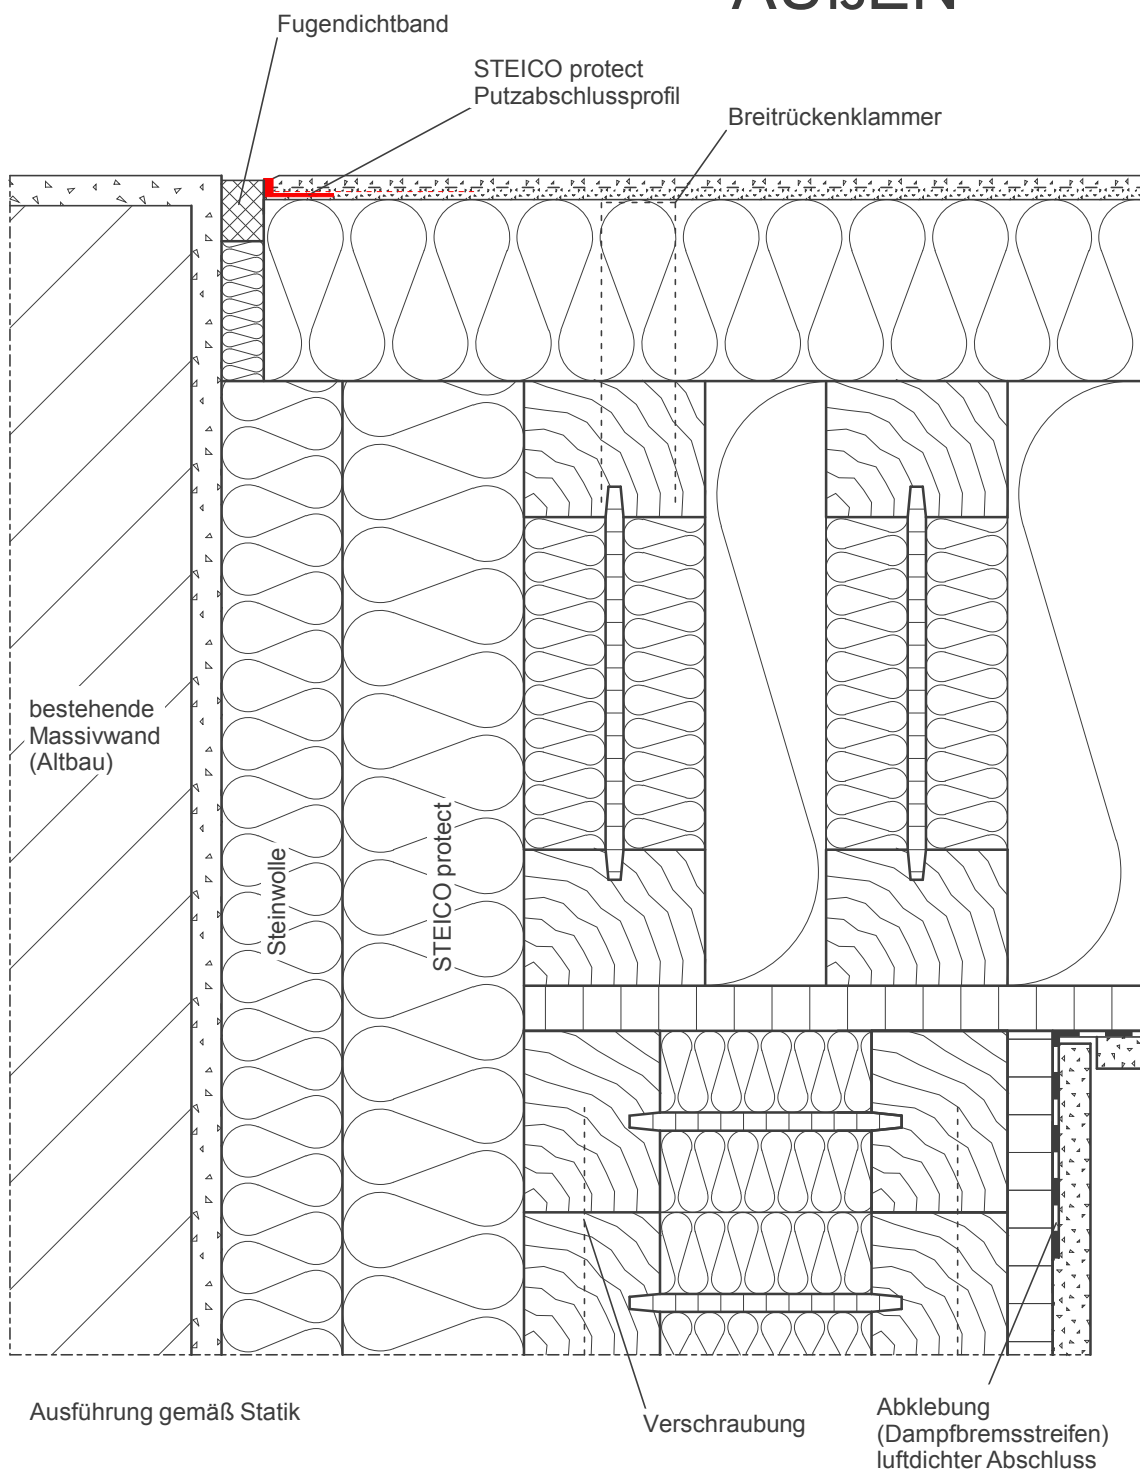 AUßEN
Fugendichtband
STEICO protect
Putzabschlussprofil
Breitrückenklammer
bestehende
Massivwand
(Altbau)
Steinwolle
STEICO protect
Ausführung gemäß Statik
Verschraubung
Abklebung
(Dampfbremsstreifen)
luftdichter Abschluss